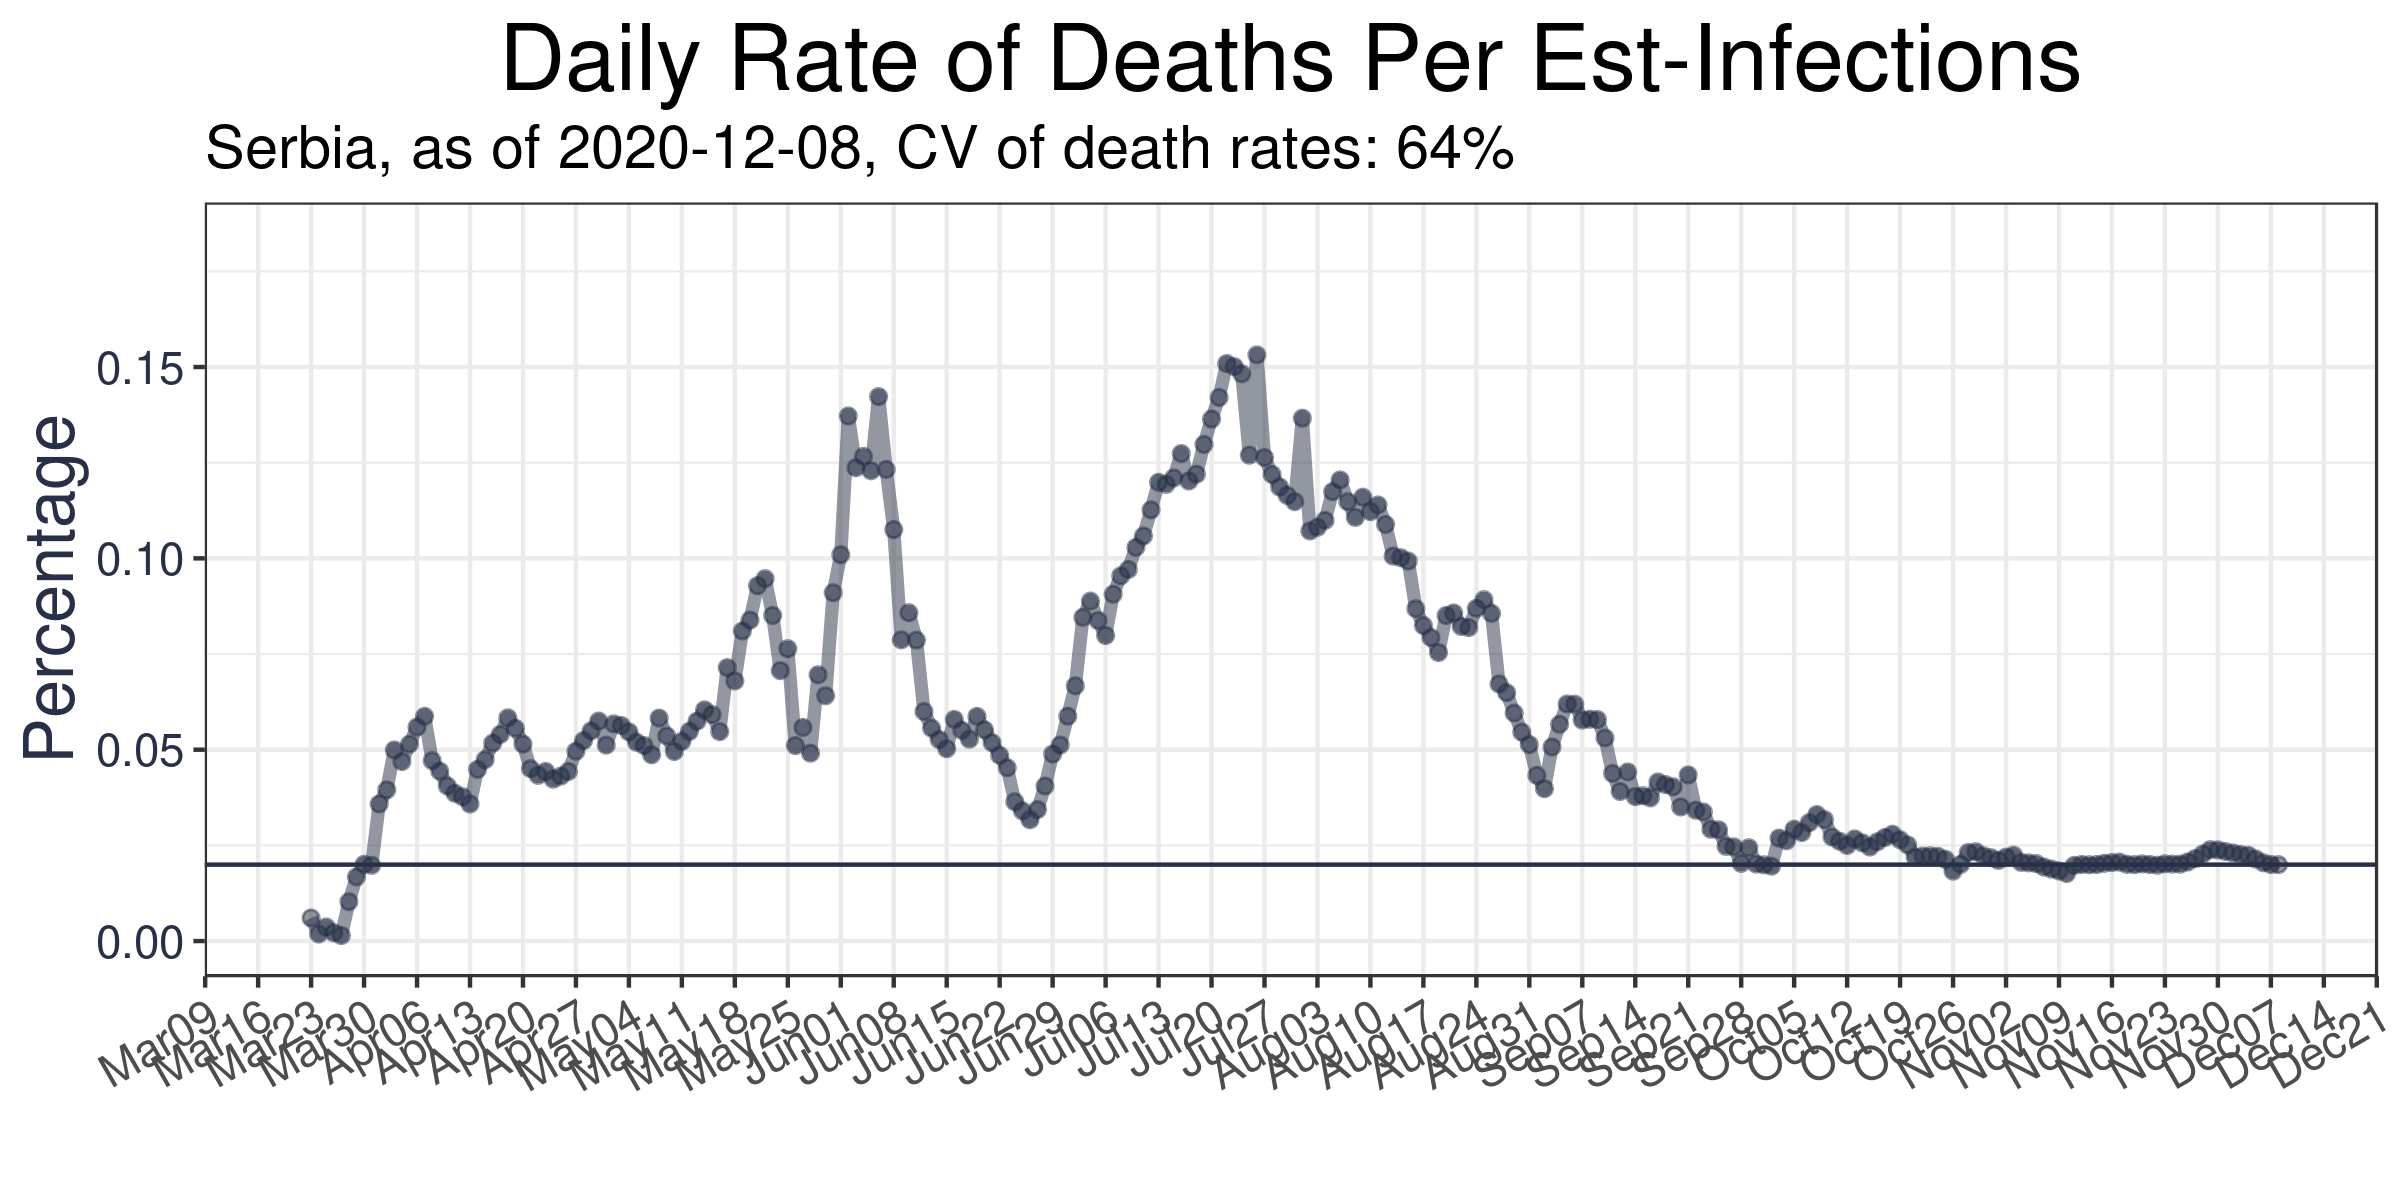 Daily Rate of Deaths Per Est-Infections
Serbia, as of 2020-12-08, CV of death rates: 64%
Percentage
0.15
0.10
0.05
0.00
Mar09
Mar16
Mar23
Mar30
Apr06
Apr13
Apr20
Apr27
May04
May11
May18
May25
Jun01
Jun08
Jun15
Jun22
Jun29
Jul06
Jul13
Jul20
Jul27
Aug03
Aug10
Aug17
Aug24
Aug31
Sep07
Sep14
Sep21
Sep28
Oct05
Oct12
Oct19
Oct26
Nov02
Nov09
Nov16
Nov23
Nov30
Dec07
Dec14
Dec21